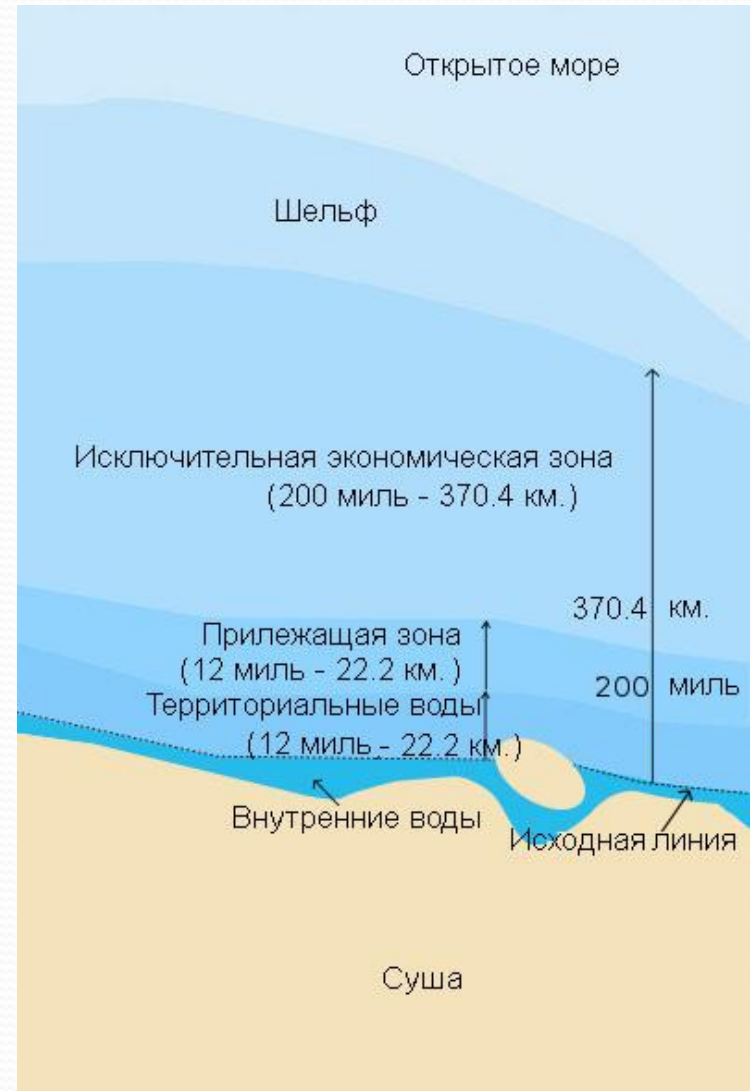 Открытое море
Шельф
Исключительная экономическая зона
(200 миль - 370.4 км.)
370.4 км.
Прилежащая зона
(12 миль - 22.2 км. )
200 миль
Территориальные воды
(12 миль - 22.2 км.)
Внутренние воды
Исходная линия
Суша